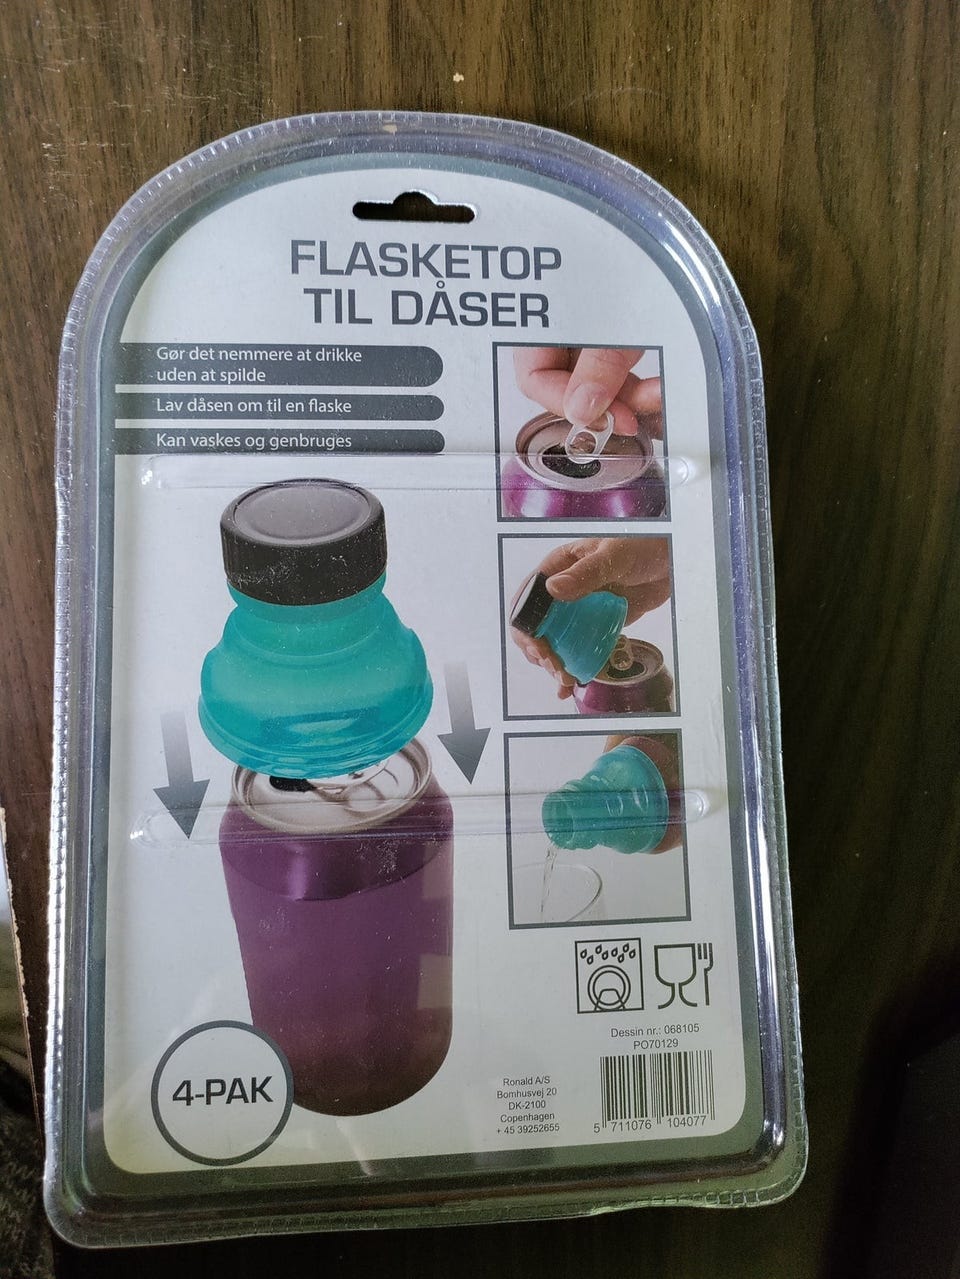 FLASKETOP
TIL DÅSER
Gør det nemmere at drikke
uden at spilde
Lav dåsen om til en flaske
Kan vaskes og genbruges
4-PAK
Dessin nr.: 068105
PO70129
Ronald A/S
Bomhusvej 20
DK-2100
Copenhagen
+ 45 39252655
5 711076 104077